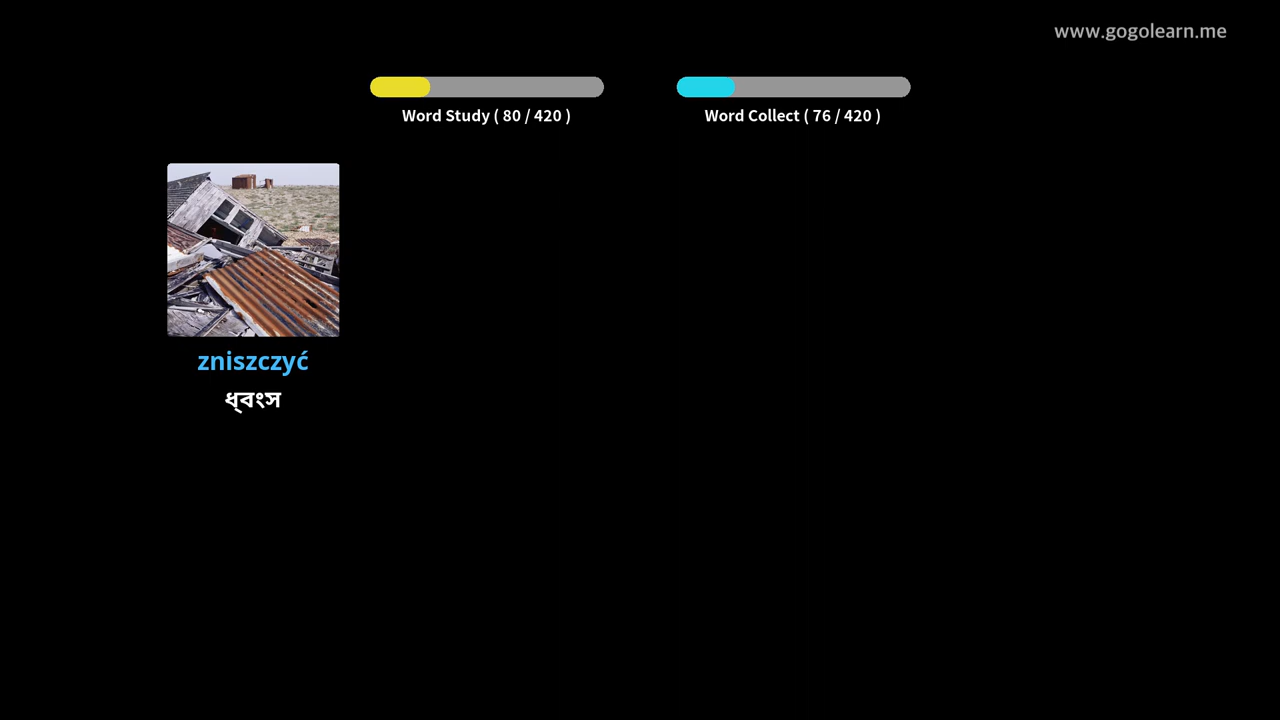 www.gogolearn.me
Word Study ( 80 / 420 )
Word Collect ( 76 / 420 )
zniszczyć
ধ্বংস